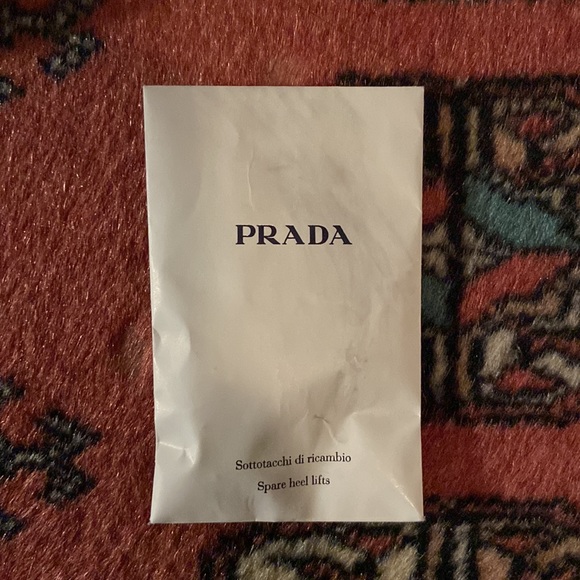 PRADA
Sottotacchi di ricambio
Spare heel lifts